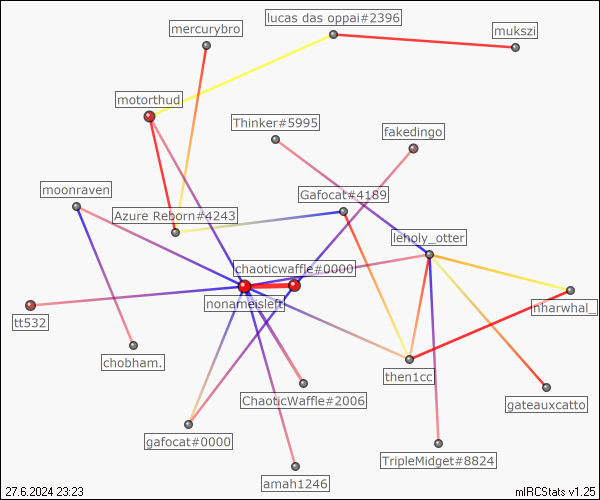 lucas das oppai#2396
mercurybro
mukszi
motorthud
Thinker#5995
fakedingo
moonraven
Gafocat#4189
Azure Reborn#4243
leholy_otter
chaoticwaffle#0000
nonameisleft
nharwhal_
tt532
chobham.
then1cc
ChaoticWaffle#2006
gateauxcatto
gafocat#0000
TripleMidget#8824
amah1246
27.6.2024 23:23
mIRCStats v1.25